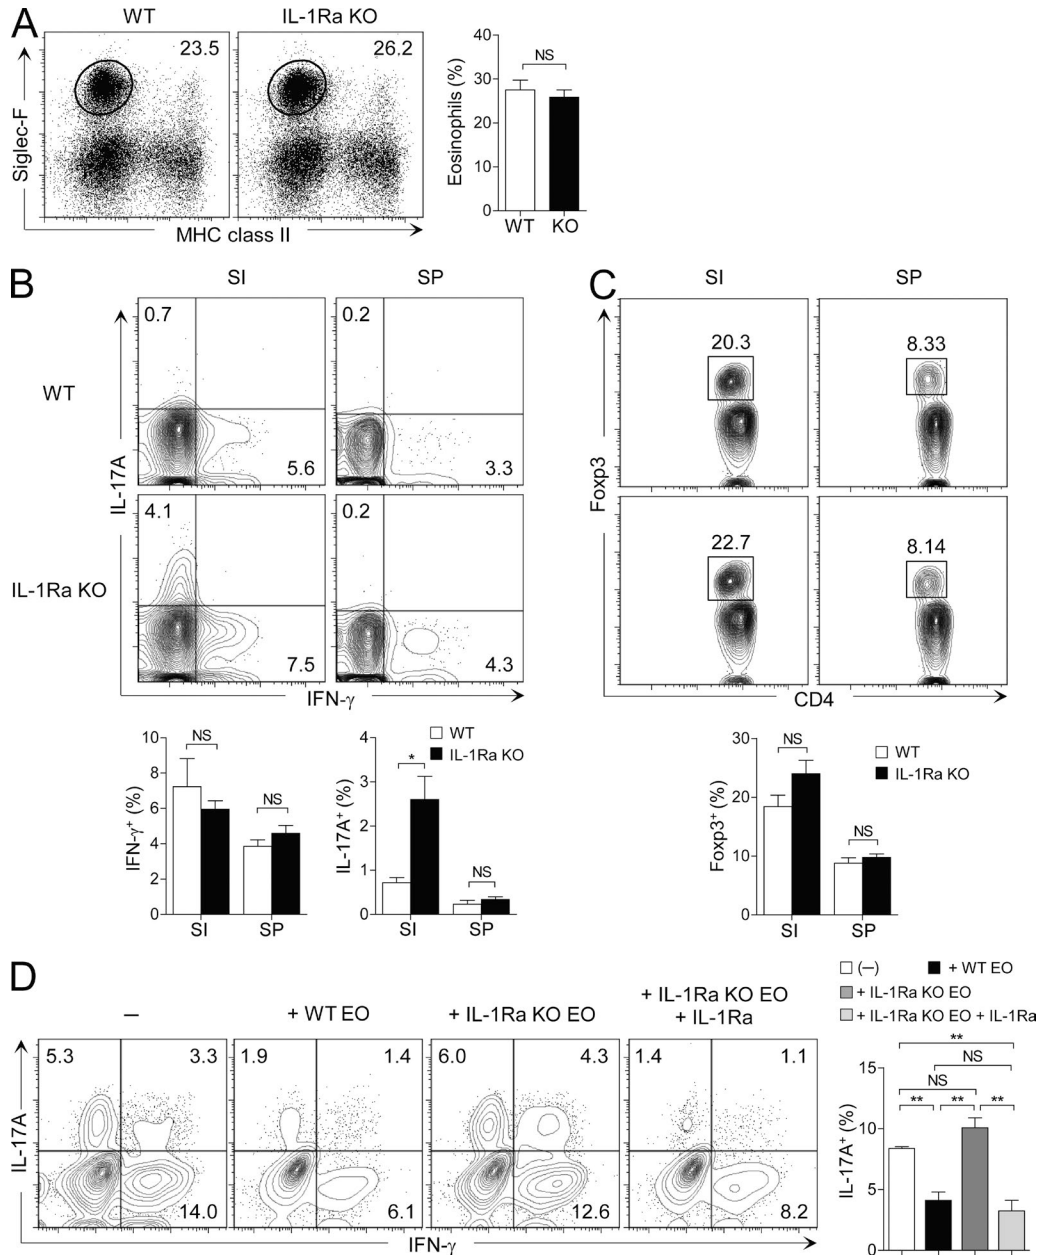 A
WT
IL-1Ra KO
23.5
26.2
Siglec-F
MHC class II
Eosinophils (%)
40
30
20
10
0
NS
WT
KO
B
SI
SP
0.7
0.2
WT
5.6
3.3
IL-17A
4.1
0.2
IL-1Ra KO
7.5
4.3
IFN-γ
IFN-γ⁺ (%)
10
8
6
4
2
0
NS
NS
SI
SP
IL-17A⁺ (%)
4
3
2
1
0
WT
IL-1Ra KO
*
NS
SI
SP
C
SI
SP
20.3
8.33
Foxp3
22.7
8.14
CD4
Foxp3⁺ (%)
30
20
10
0
NS
NS
WT
IL-1Ra KO
SI
SP
D
–
+ WT EO
+ IL-1Ra KO EO
+ IL-1Ra KO EO
+ IL-1Ra
5.3
3.3
1.9
1.4
6.0
4.3
1.4
1.1
IL-17A
14.0
6.1
12.6
8.2
IFN-γ
(–)
+ WT EO
+ IL-1Ra KO EO
+ IL-1Ra KO EO + IL-1Ra
**
NS
NS
** ** **
IL-17A⁺ (%)
15
10
5
0